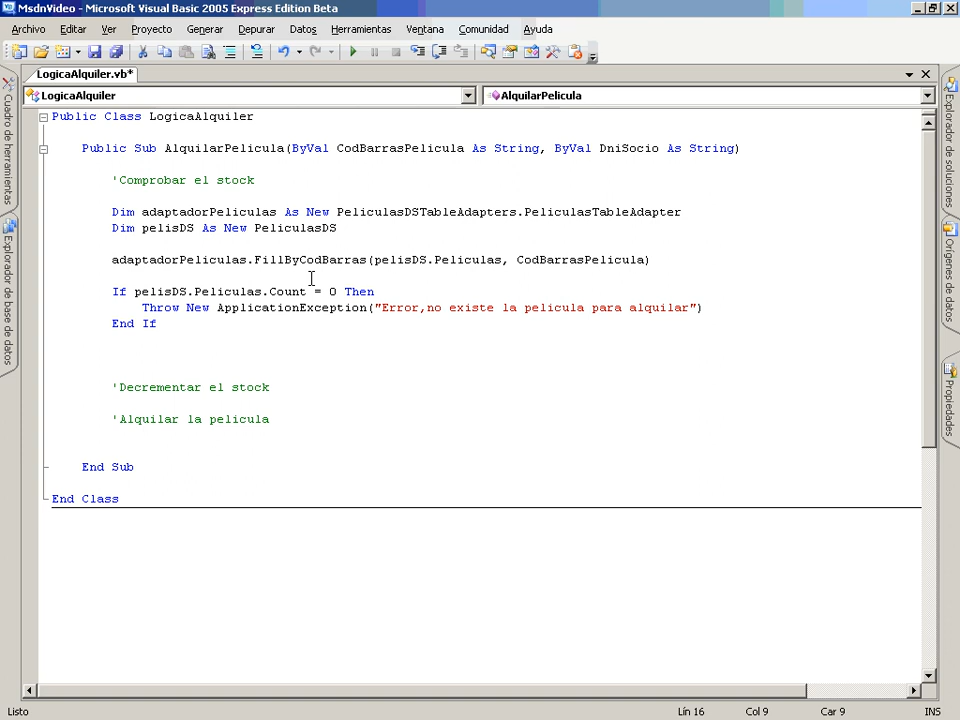 MsdnVideo - Microsoft Visual Basic 2005 Express Edition Beta
Archivo Editar Ver Proyecto Generar Depurar Datos Herramientas Ventana Comunidad Ayuda
LogicaAlquiler.vb*
LogicaAlquiler AlquilarPelicula
Public Class LogicaAlquiler
Public Sub AlquilarPelicula(ByVal CodBarrasPelicula As String, ByVal DniSocio As String)
'Comprobar el stock
Dim adaptadorPeliculas As New PeliculasDSTableAdapters.PeliculasTableAdapter
Dim pelisDS As New PeliculasDS
adaptadorPeliculas.FillByCodBarras(pelisDS.Peliculas, CodBarrasPelicula)
If pelisDS.Peliculas.Count = 0 Then
Throw New ApplicationException("Error,no existe la pelicula para alquilar")
End If
'Decrementar el stock
'Alquilar la pelicula
End Sub
End Class
Cuadro de herramientas
Explorador de base de datos
Explorador de soluciones
Orígenes de datos
Propiedades
Listo Lín 16 Col 9 Car 9 INS